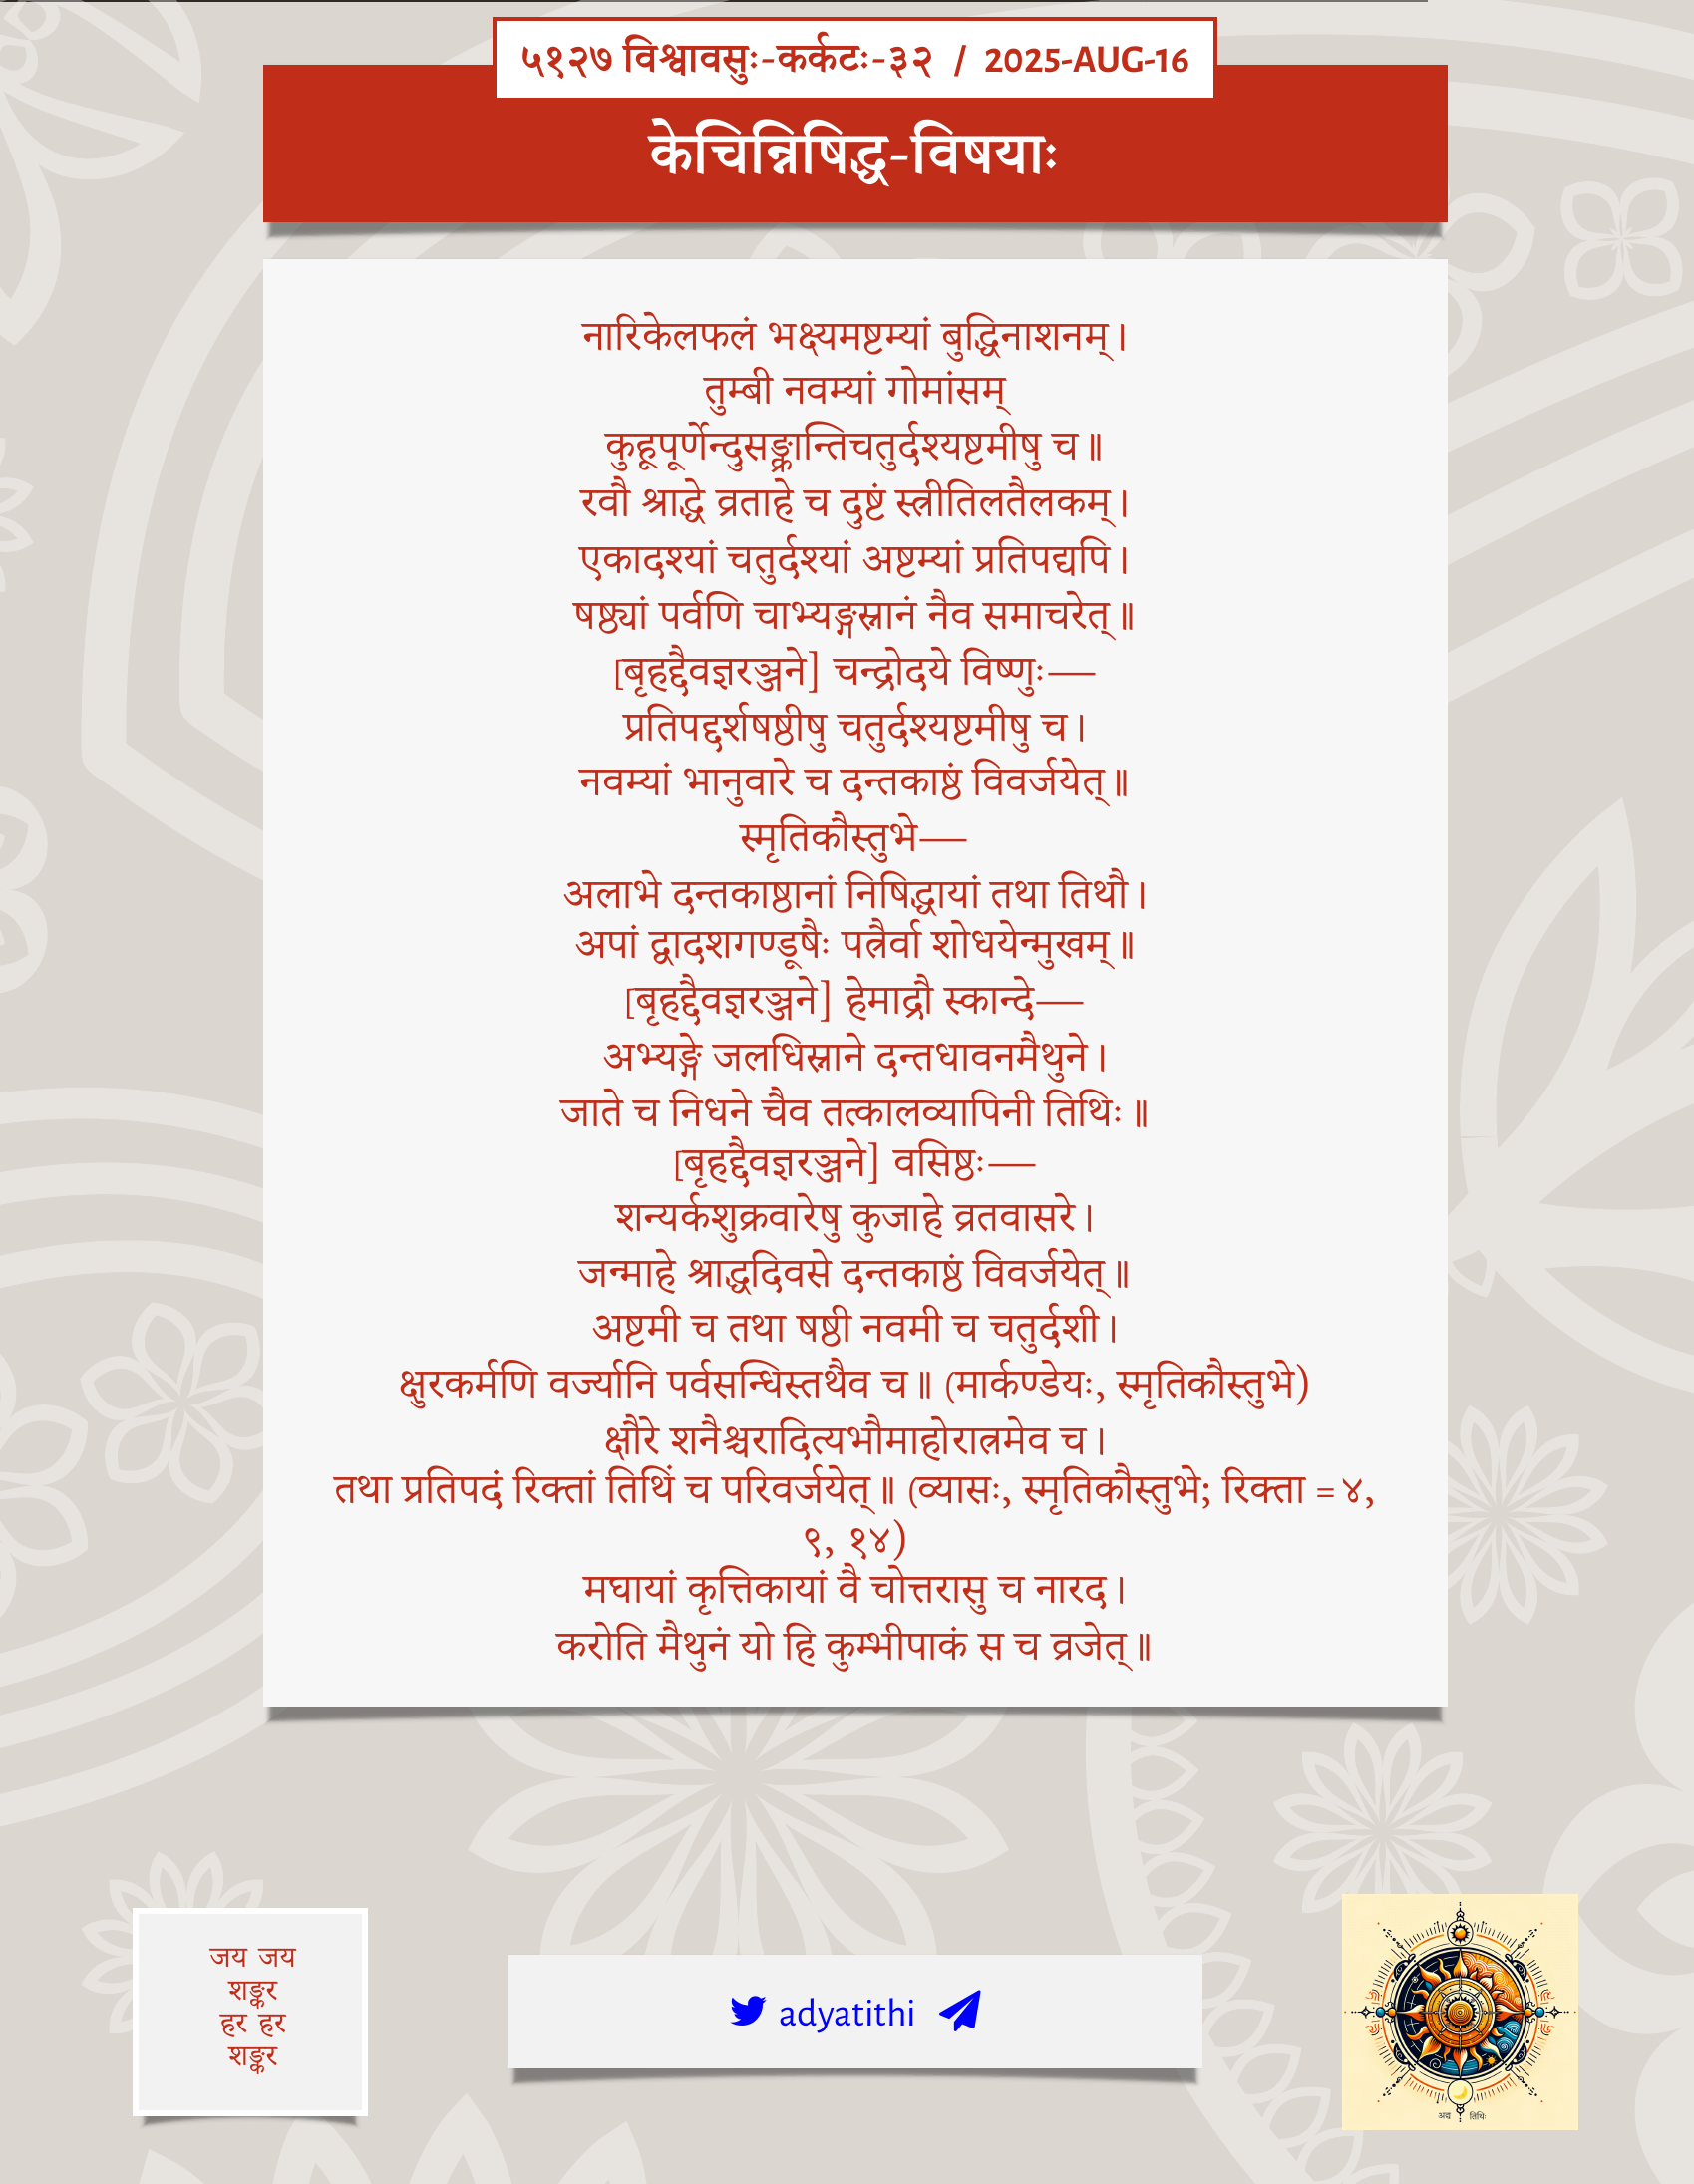 ५१२७ विश्वावसुः-कर्कटः-३२ / 2025-AUG-16
केचिन्निषिद्ध-विषयाः
नारिकेलफलं भक्ष्यमष्टम्यां बुद्धिनाशनम्।
तुम्बी नवम्यां गोमांसम्
कुहूपूर्णेन्दुसङ्क्रान्तिचतुर्दश्यष्टमीषु च॥
रवौ श्राद्धे व्रताहे च दुष्टं स्त्रीतिलतैलकम्।
एकादश्यां चतुर्दश्यां अष्टम्यां प्रतिपद्यपि।
षष्ठ्यां पर्वणि चाभ्यङ्गस्नानं नैव समाचरेत्॥
[बृहद्दैवज्ञरञ्जने] चन्द्रोदये विष्णुः—
प्रतिपद्दर्शषष्ठीषु चतुर्दश्यष्टमीषु च।
नवम्यां भानुवारे च दन्तकाष्ठं विवर्जयेत्॥
स्मृतिकौस्तुभे—
अलाभे दन्तकाष्ठानां निषिद्धायां तथा तिथौ।
अपां द्वादशगण्डूषैः पत्रैर्वा शोधयेन्मुखम्॥
[बृहद्दैवज्ञरञ्जने] हेमाद्रौ स्कान्दे—
अभ्यङ्गे जलधिस्नाने दन्तधावनमैथुने।
जाते च निधने चैव तत्कालव्यापिनी तिथिः॥
[बृहद्दैवज्ञरञ्जने] वसिष्ठः—
शन्यर्कशुक्रवारेषु कुजाहे व्रतवासरे।
जन्माहे श्राद्धदिवसे दन्तकाष्ठं विवर्जयेत्॥
अष्टमी च तथा षष्ठी नवमी च चतुर्दशी।
क्षुरकर्मणि वर्ज्यानि पर्वसन्धिस्तथैव च॥ (मार्कण्डेयः, स्मृतिकौस्तुभे)
क्षौरे शनैश्चरादित्यभौमाहोरात्रमेव च।
तथा प्रतिपदं रिक्तां तिथिं च परिवर्जयेत्॥ (व्यासः, स्मृतिकौस्तुभे; रिक्ता = ४,
९, १४)
मघायां कृत्तिकायां वै चोत्तरासु च नारद।
करोति मैथुनं यो हि कुम्भीपाकं स च व्रजेत्॥
जय जय
शङ्कर
हर हर
शङ्कर
adyatithi
अद्य तिथिः